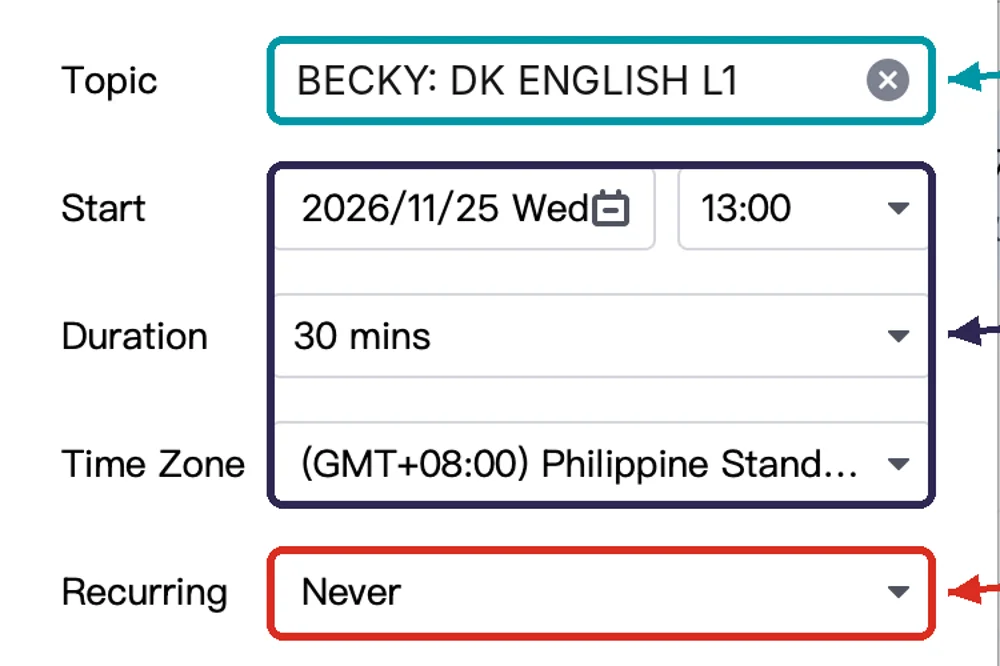 Topic BECKY: DK ENGLISH L1
Start 2026/11/25 Wed 13:00
Duration 30 mins
Time Zone (GMT+08:00) Philippine Stand...
Recurring Never